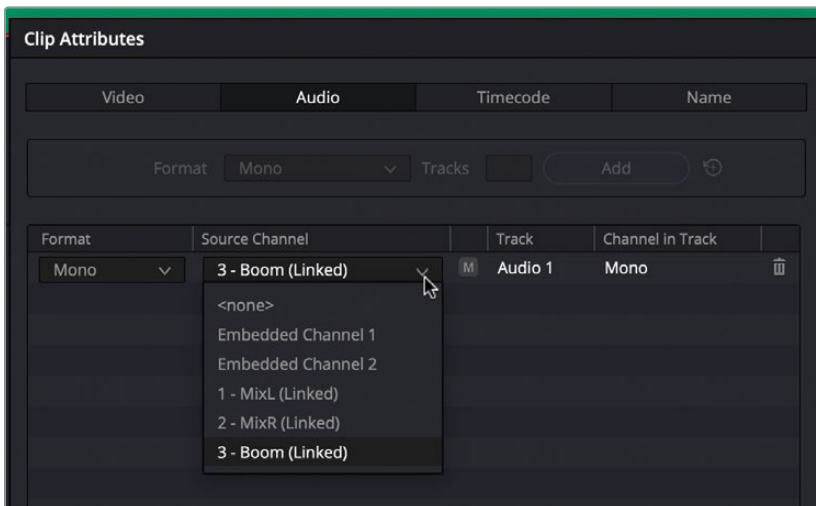 Clip Attributes
Video Audio Timecode Name
Format Mono Tracks Add
Format Source Channel Track Channel in Track
Mono 3 - Boom (Linked) M Audio 1 Mono
<none>
Embedded Channel 1
Embedded Channel 2
1 - MixL (Linked)
2 - MixR (Linked)
3 - Boom (Linked)